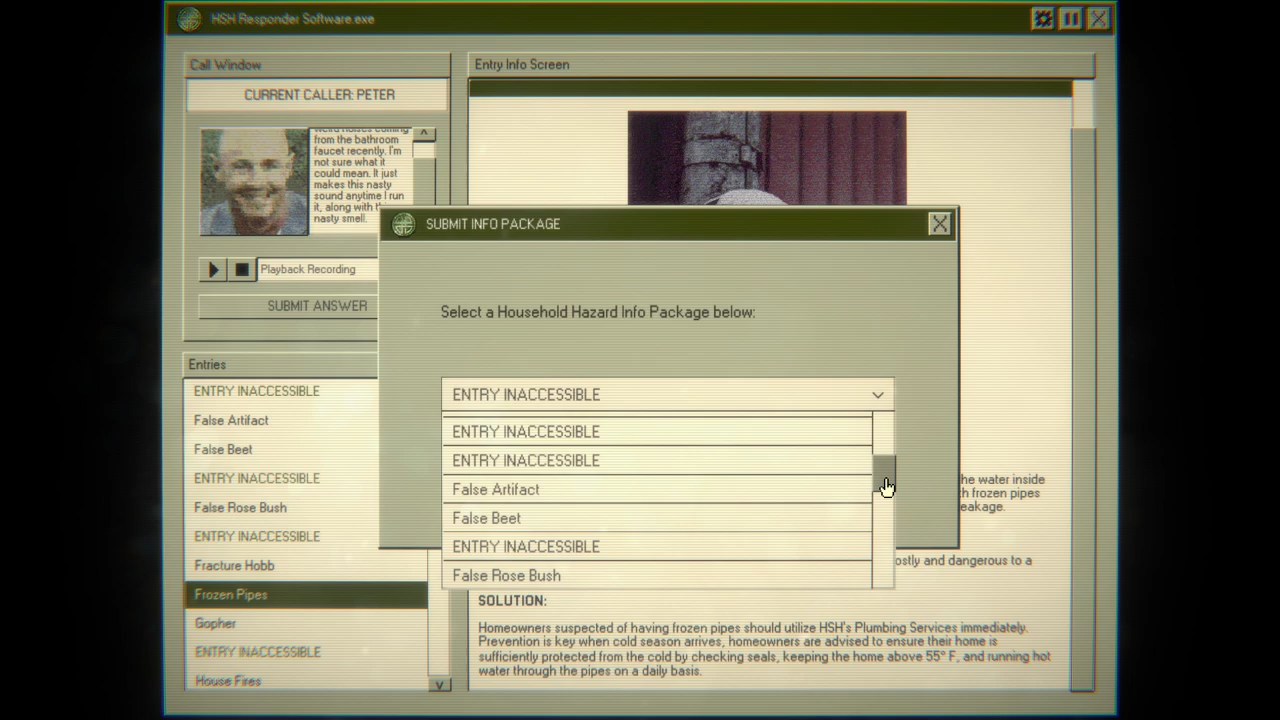 HSH Responder Software.exe
Call Window
CURRENT CALLER: PETER
weird noises coming
from the bathroom
faucet recently. I'm
not sure what it
could mean. It just
makes this nasty
sound anytime I run
it, along with th
nasty smell.
Playback Recording
SUBMIT ANSWER
Entries
ENTRY INACCESSIBLE
False Artifact
False Beet
ENTRY INACCESSIBLE
False Rose Bush
ENTRY INACCESSIBLE
Fracture Hobb
Frozen Pipes
Gopher
ENTRY INACCESSIBLE
House Fires
Entry Info Screen
SUBMIT INFO PACKAGE
Select a Household Hazard Info Package below:
ENTRY INACCESSIBLE
ENTRY INACCESSIBLE
ENTRY INACCESSIBLE
False Artifact
False Beet
ENTRY INACCESSIBLE
False Rose Bush
he water inside
h frozen pipes
eakage.
ostly and dangerous to a
SOLUTION:
Homeowners suspected of having frozen pipes should utilize HSH's Plumbing Services immediately.
Prevention is key when cold season arrives, homeowners are advised to ensure their home is
sufficiently protected from the cold by checking seals, keeping the home above 55° F, and running hot
water through the pipes on a daily basis.